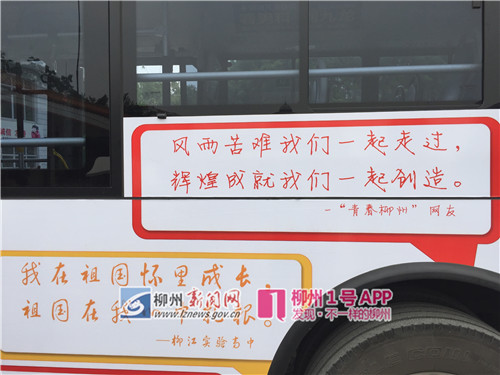 风雨苦难我们一起走过，
辉煌成就我们一起创造。
—“青春柳州”网友
我在祖国怀里成长，
祖国在我
。
——柳江实验高中
柳州新闻网
www.lznews.gov.cn
柳州1号APP
发现·不一样的柳州